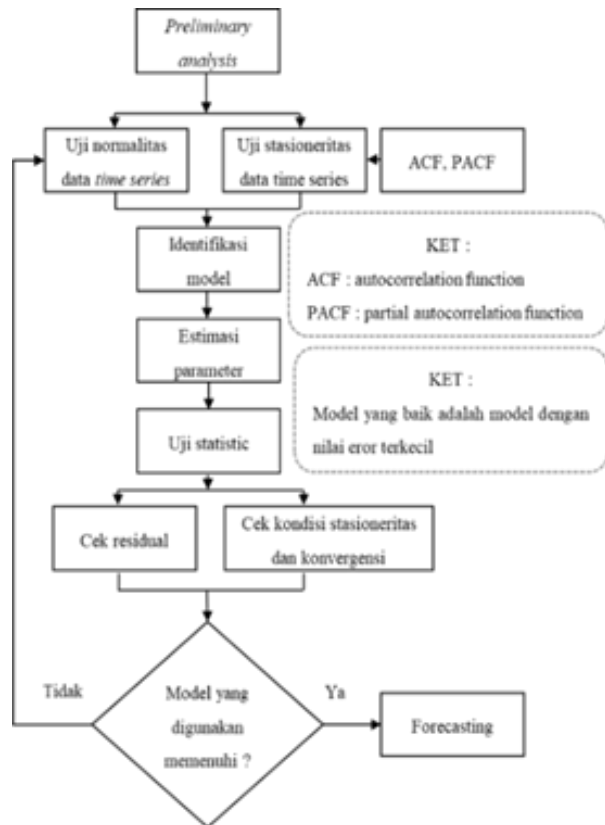 Preliminary
analysis
Uji normalitas
data time series
Uji stasioneritas
data time series
ACF, PACF
Identifikasi
model
KET :
ACF : autocorrelation function
PACF : partial autocorrelation function
Estimasi
parameter
KET :
Model yang baik adalah model dengan
nilai eror terkecil
Uji statistic
Cek residual
Cek kondisi stasioneritas
dan konvergensi
Tidak
Model yang
digunakan
memenuhi ?
Ya
Forecasting